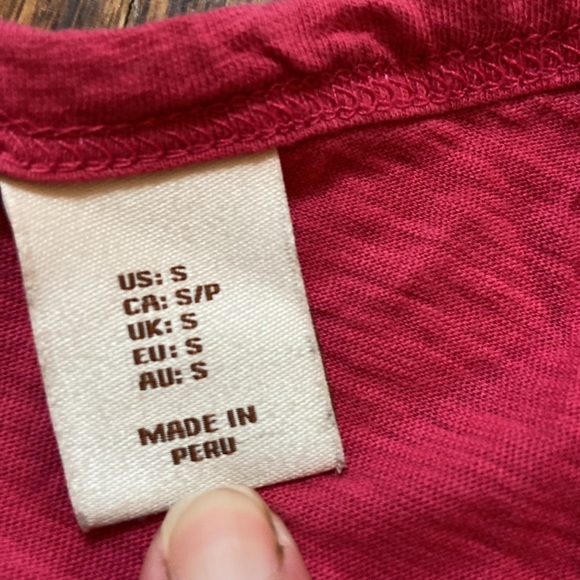 US: S
CA: S/P
UK: S
EU: S
AU: S
MADE IN
PERU